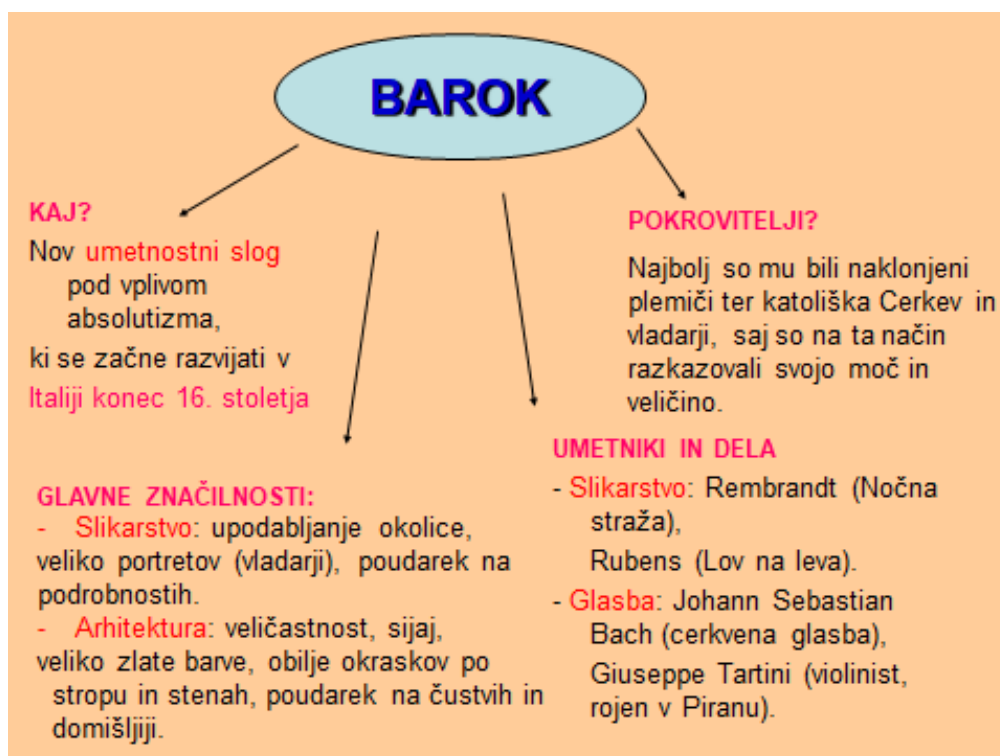 BAROK
KAJ?
Nov umetnostni slog
pod vplivom
absolutizma,
ki se začne razvijati v
Italiji konec 16. stoletja
POKROVITELJI?
Najbolj so mu bili naklonjeni
plemiči ter katoliška Cerkev in
vladarji, saj so na ta način
razkazovali svojo moč in
veličino.
GLAVNE ZNAČILNOSTI:
- Slikarstvo: upodabljanje okolice,
veliko portretov (vladarji), poudarek na
podrobnostih.
- Arhitektura: veličastnost, sijaj,
veliko zlate barve, obilje okraskov po
stropu in stenah, poudarek na čustvih in
domišljiji.
UMETNIKI IN DELA
- Slikarstvo: Rembrandt (Nočna
straža),
Rubens (Lov na leva).
- Glasba: Johann Sebastian
Bach (cerkvena glasba),
Giuseppe Tartini (violinist,
rojen v Piranu).